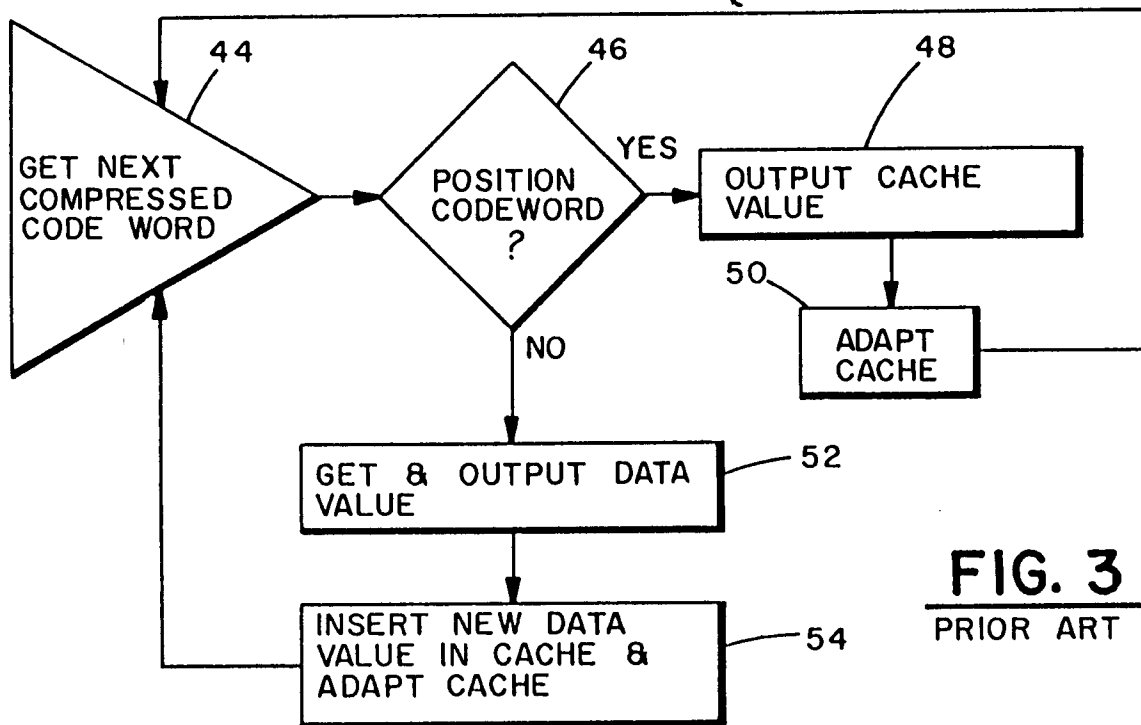 44
46
48
GET NEXT
COMPRESSED
CODE WORD
POSITION
CODEWORD
?
YES
OUTPUT CACHE
VALUE
50
ADAPT
CACHE
NO
GET & OUTPUT DATA
VALUE
52
INSERT NEW DATA
VALUE IN CACHE &
ADAPT CACHE
54
FIG. 3
PRIOR ART